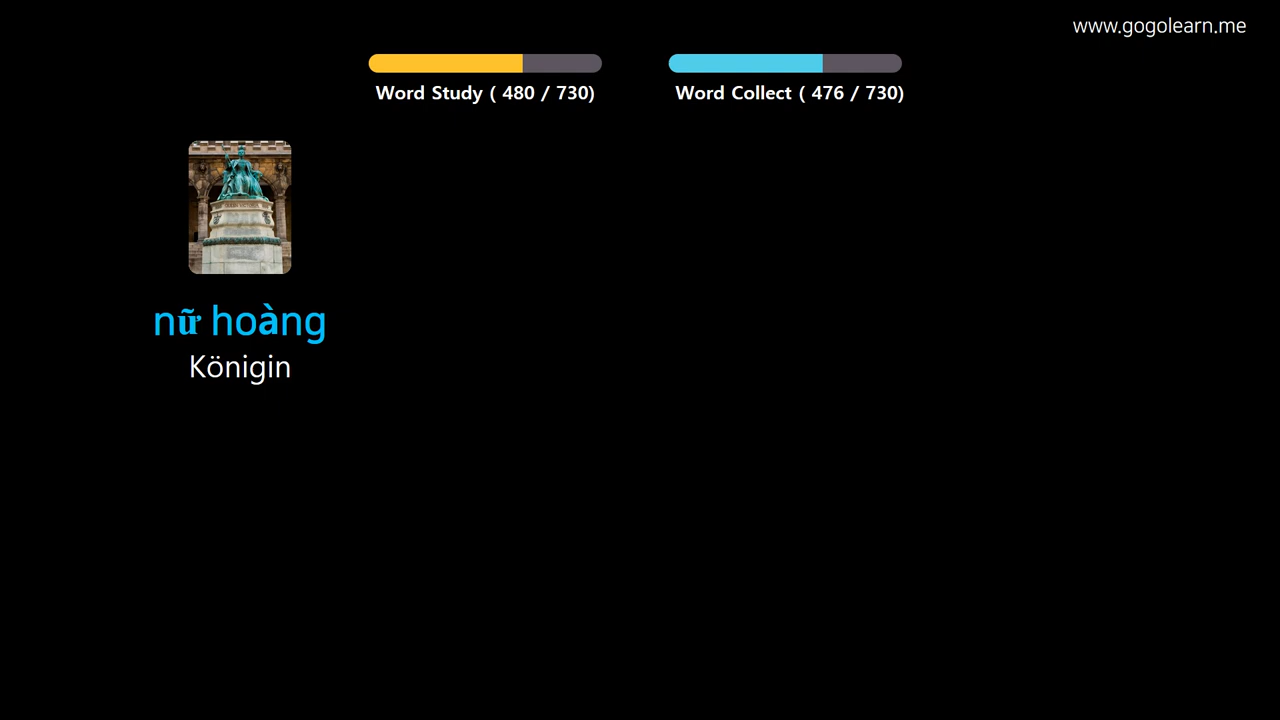 www.gogolearn.me
Word Study ( 480 / 730)
Word Collect ( 476 / 730)
nữ hoàng
Königin